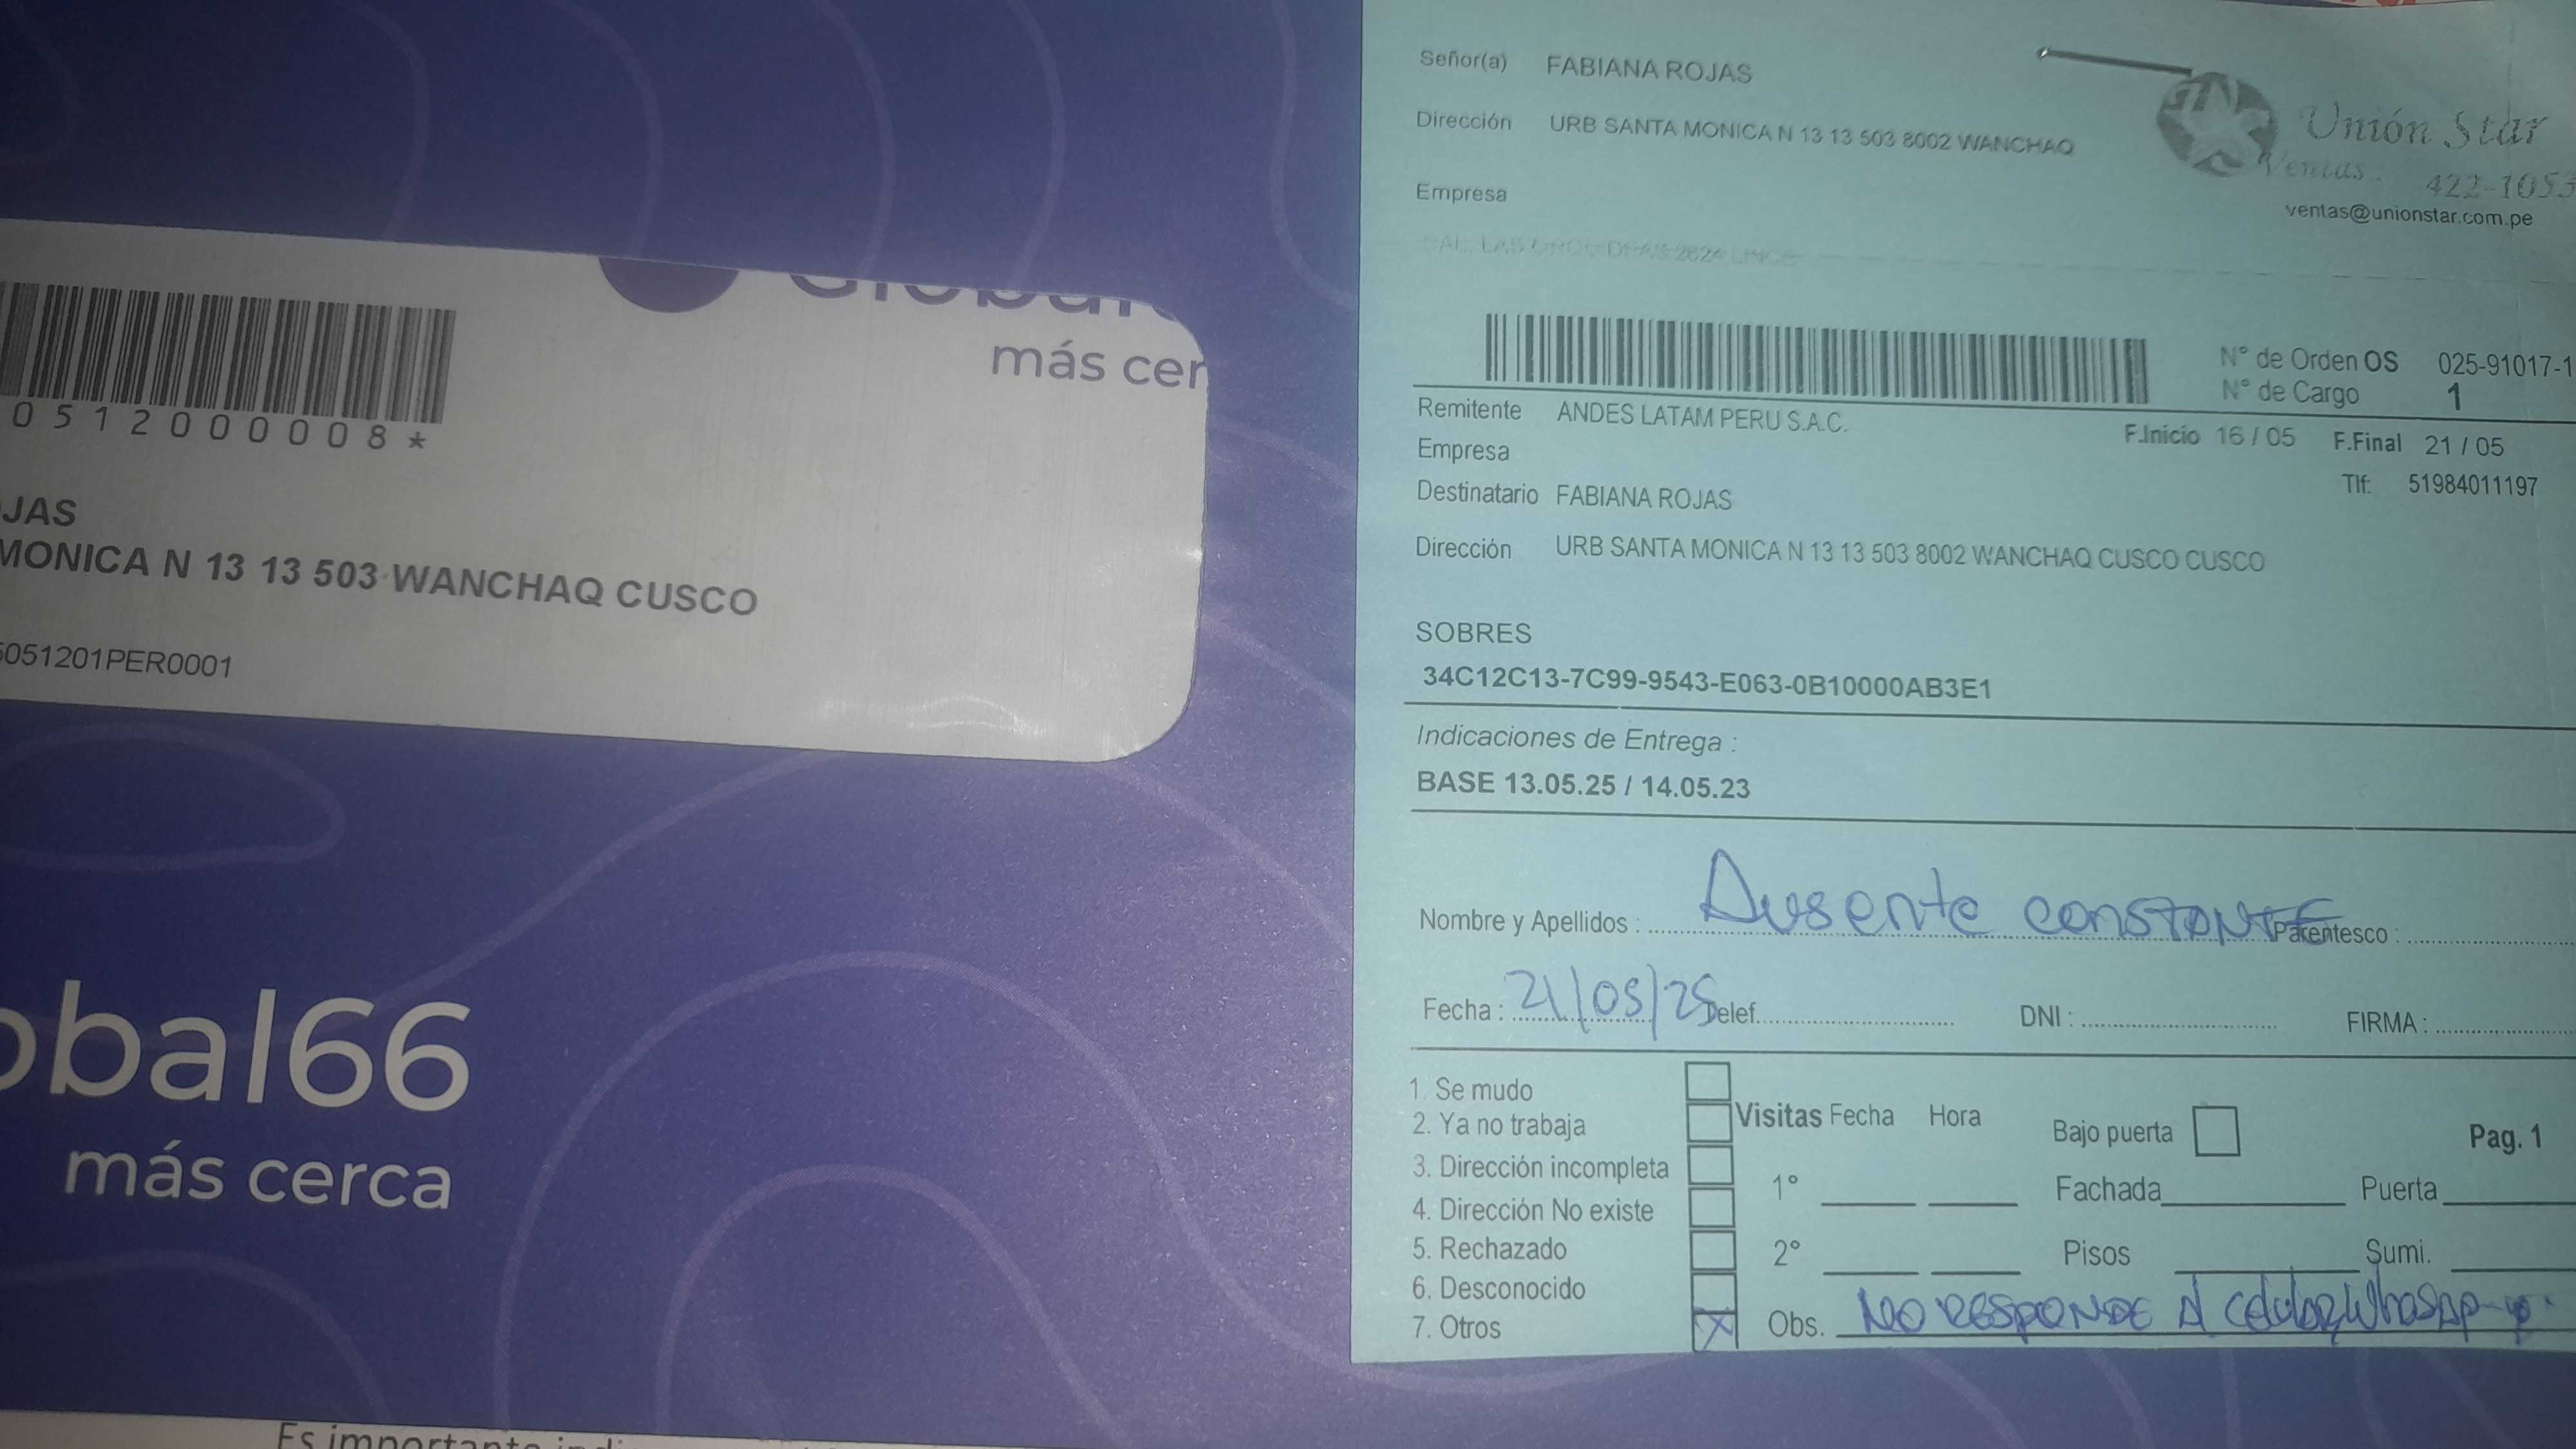 más cer
0512000008*
JAS
MONICA N 13 13 503 WANCHAQ CUSCO
051201PER0001
obal66
más cerca
Es importante
Señor(a) FABIANA ROJAS
Dirección URB SANTA MONICA N 13 13 503 8002 WANCHAQ
Empresa
Unión Star
Ventas: 422-1053
ventas@unionstar.com.pe
N° de Orden OS 025-91017-1
N° de Cargo 1
Remitente ANDES LATAM PERU S.A.C.
F.Inicio 16 / 05 F.Final 21 / 05
Empresa
Tlf: 51984011197
Destinatario FABIANA ROJAS
Dirección URB SANTA MONICA N 13 13 503 8002 WANCHAQ CUSCO CUSCO
SOBRES
34C12C13-7C99-9543-E063-0B10000AB3E1
Indicaciones de Entrega :
BASE 13.05.25 / 14.05.23
Nombre y Apellidos : Ausente constante Parentesco :
Fecha : 21/05/25 Telef. DNI : FIRMA :
1. Se mudo
2. Ya no trabaja
3. Dirección incompleta
4. Dirección No existe
5. Rechazado
6. Desconocido
7. Otros X
Visitas Fecha Hora
1°
2°
Bajo puerta
Pag. 1
Fachada Puerta
Pisos Sumi.
Obs. NO RESPONDE A celular, Whasap